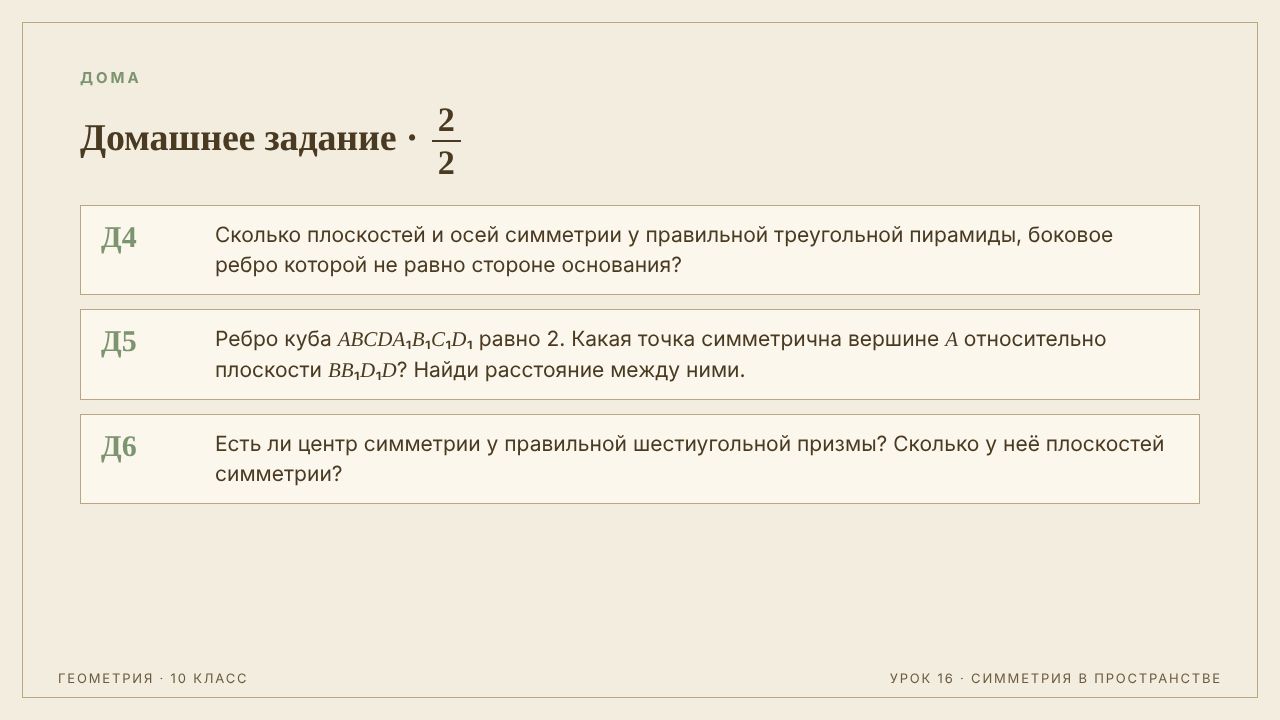 ДОМА
Домашнее задание · 2/2
Д4
Сколько плоскостей и осей симметрии у правильной треугольной пирамиды, боковое
ребро которой не равно стороне основания?
Д5
Ребро куба ABCDA₁B₁C₁D₁ равно 2. Какая точка симметрична вершине A относительно
плоскости BB₁D₁D? Найди расстояние между ними.
Д6
Есть ли центр симметрии у правильной шестиугольной призмы? Сколько у неё плоскостей
симметрии?
ГЕОМЕТРИЯ · 10 КЛАСС
УРОК 16 · СИММЕТРИЯ В ПРОСТРАНСТВЕ